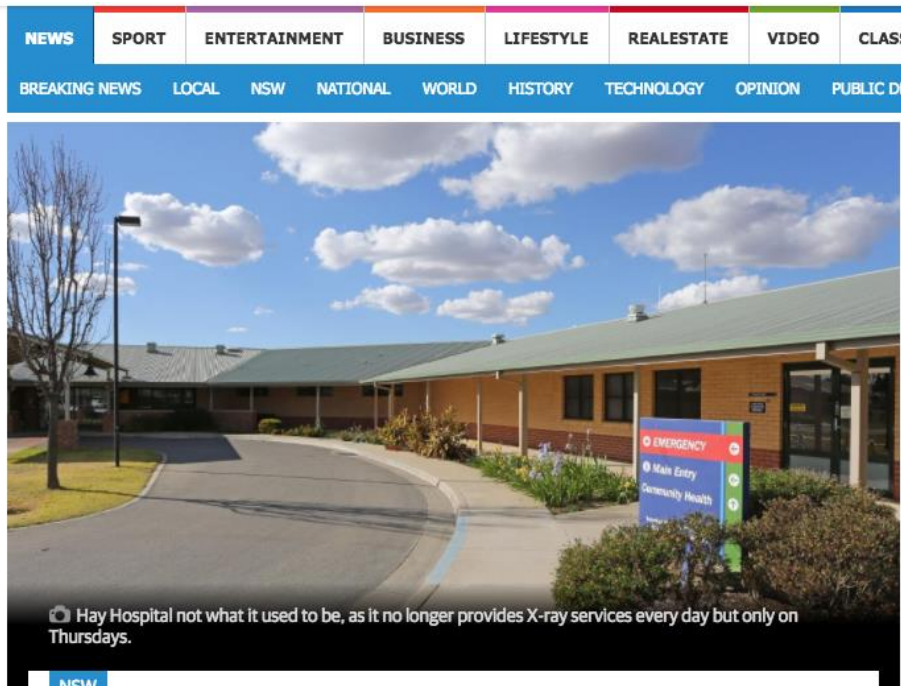 NEWS SPORT ENTERTAINMENT BUSINESS LIFESTYLE REALESTATE VIDEO CLAS
BREAKING NEWS LOCAL NSW NATIONAL WORLD HISTORY TECHNOLOGY OPINION PUBLIC D
EMERGENCY
Main Entry
Community Health
Hay Hospital not what it used to be, as it no longer provides X-ray services every day but only on
Thursdays.
NSW